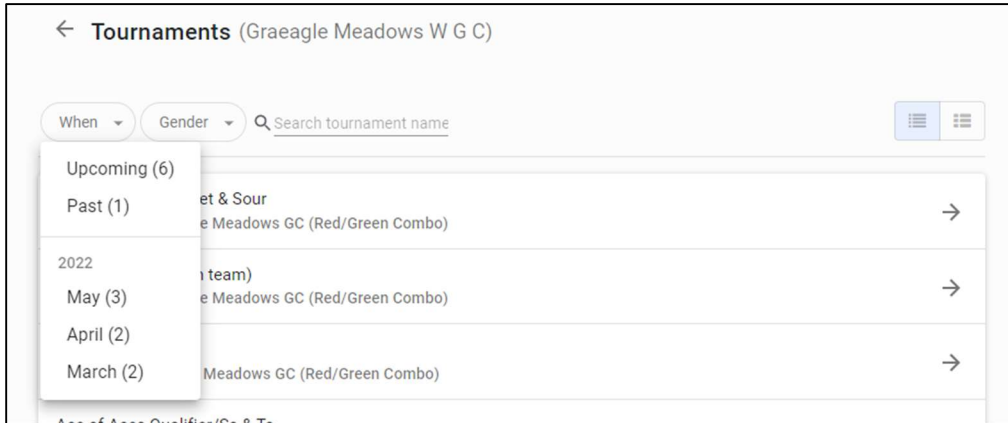 Tournaments (Graeagle Meadows W G C)
When Gender Search tournament name
Upcoming (6)
Past (1)
et & Sour
e Meadows GC (Red/Green Combo)
2022
team)
May (3)
e Meadows GC (Red/Green Combo)
April (2)
March (2)
Meadows GC (Red/Green Combo)